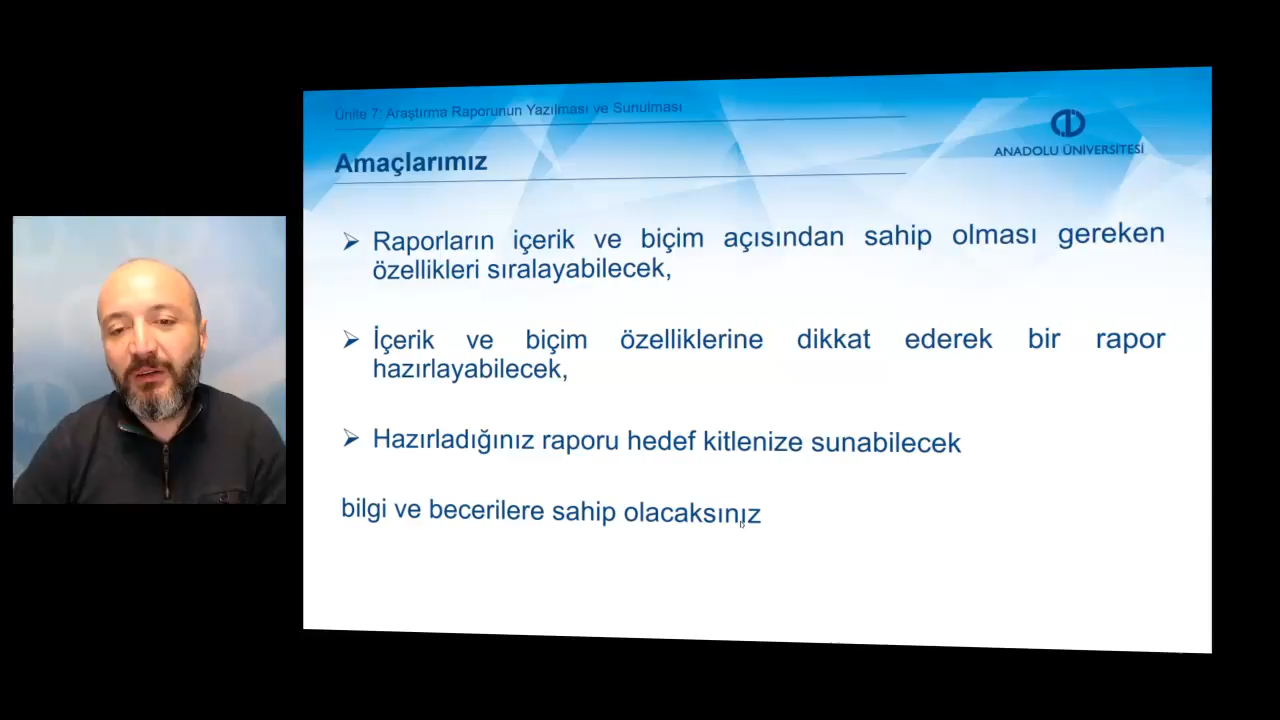 Ünite 7: Araştırma Raporunun Yazılması ve Sunulması
Amaçlarımız
ANADOLU ÜNİVERSİTESİ
Raporların içerik ve biçim açısından sahip olması gereken
özellikleri sıralayabilecek,
İçerik ve biçim özelliklerine dikkat ederek bir rapor
hazırlayabilecek,
Hazırladığınız raporu hedef kitlenize sunabilecek
bilgi ve becerilere sahip olacaksınız